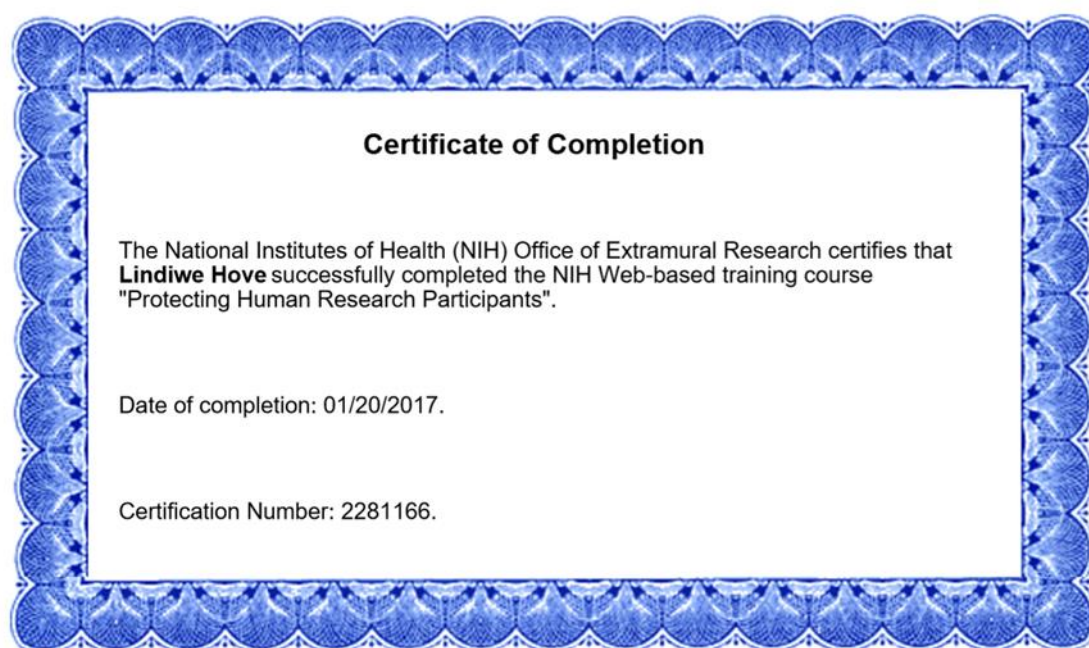 Certificate of Completion
The National Institutes of Health (NIH) Office of Extramural Research certifies that
Lindiwe Hove successfully completed the NIH Web-based training course
"Protecting Human Research Participants".
Date of completion: 01/20/2017.
Certification Number: 2281166.